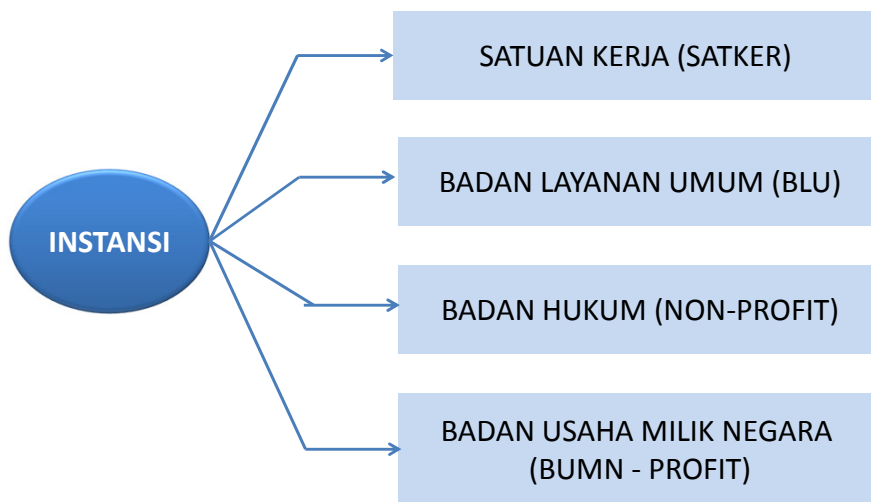 SATUAN KERJA (SATKER)
BADAN LAYANAN UMUM (BLU)
INSTANSI
BADAN HUKUM (NON-PROFIT)
BADAN USAHA MILIK NEGARA
(BUMN - PROFIT)